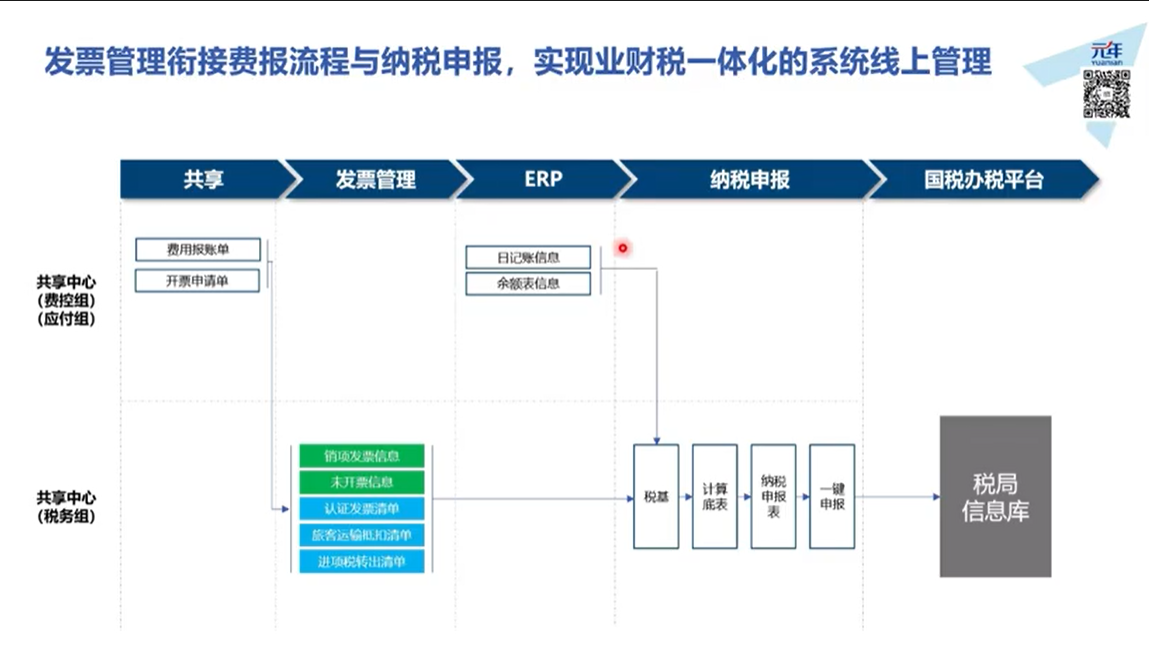 发票管理衔接费报流程与纳税申报，实现业财税一体化的系统线上管理
元年
YUANIAN
共享
发票管理
ERP
纳税申报
国税办税平台
共享中心
（费控组）
（应付组）
费用报账单
开票申请单
日记账信息
余额表信息
共享中心
（税务组）
销项发票信息
未开票信息
认证发票清单
旅客运输抵扣清单
进项税转出清单
税基
计算
底表
纳税
申报
表
一键
申报
税局
信息库